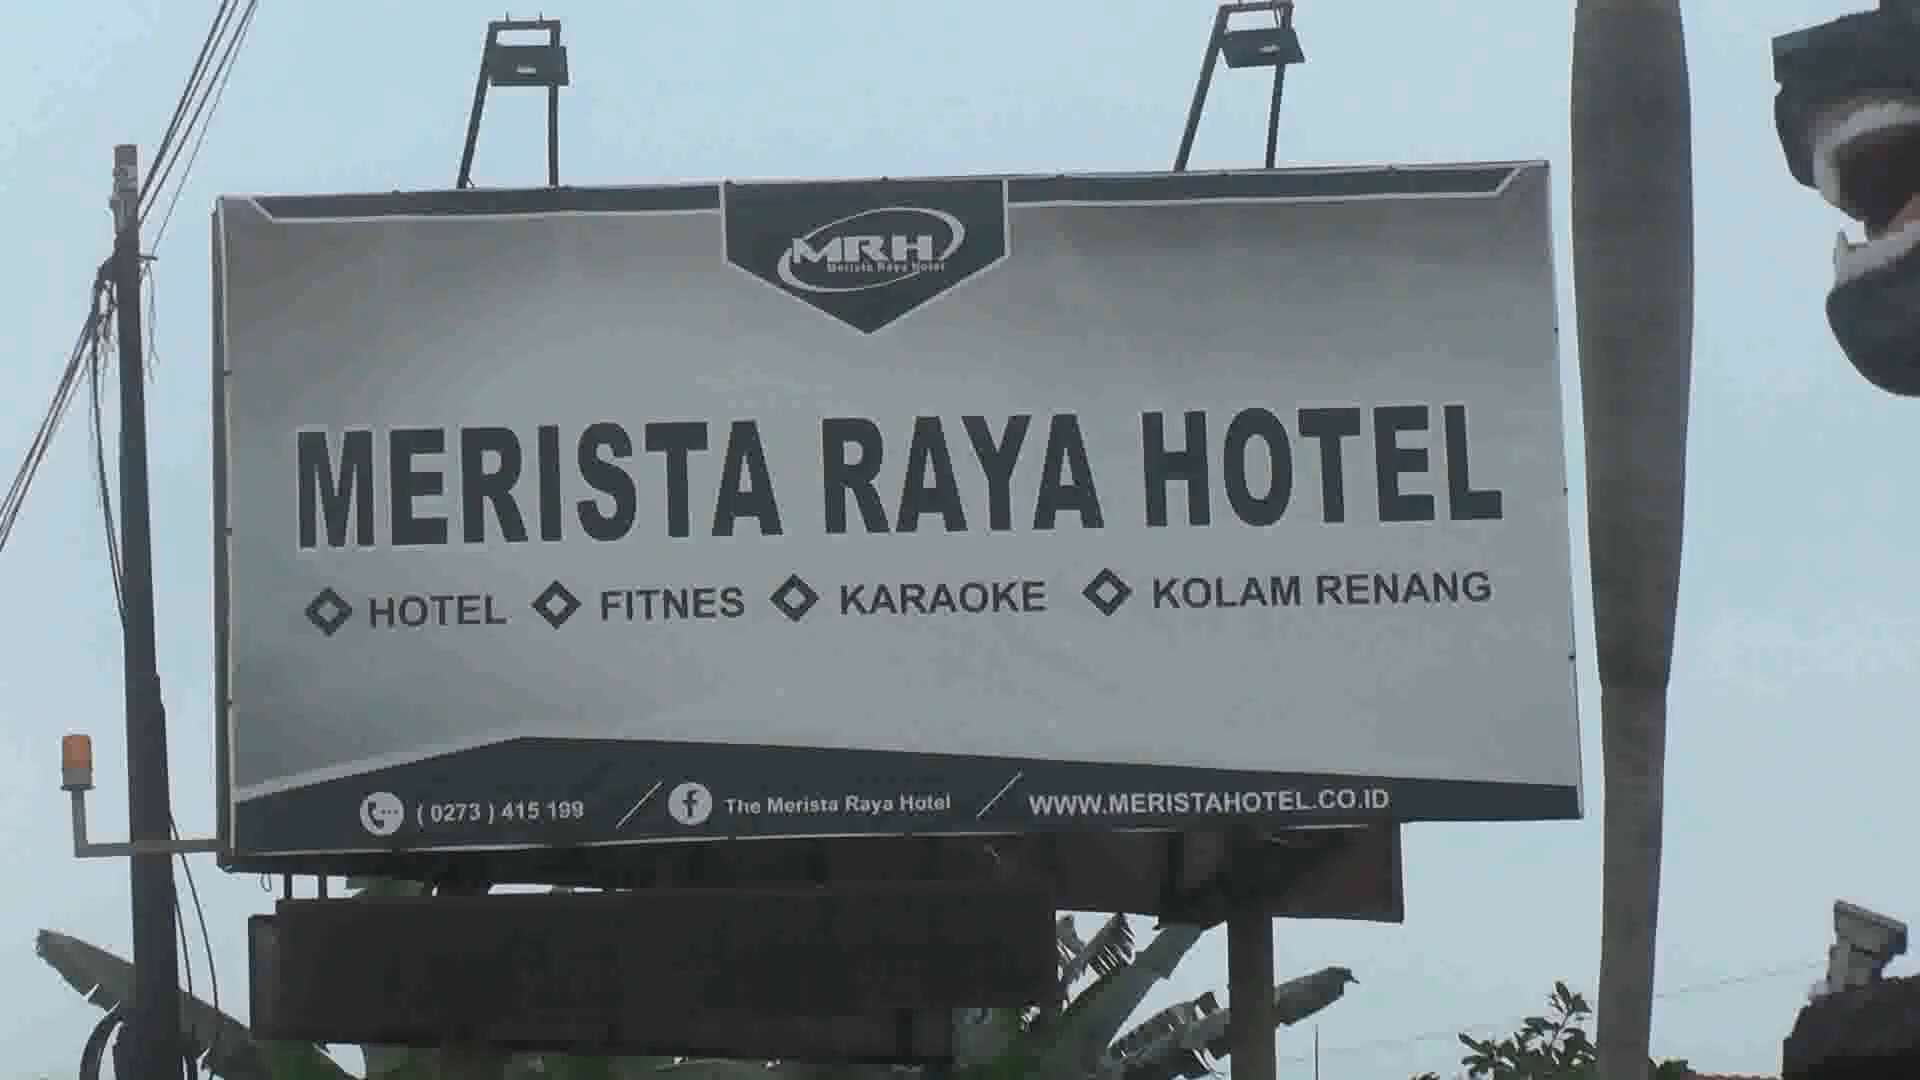 MRH
Merista Raya Hotel
MERISTA RAYA HOTEL
HOTEL FITNES KARAOKE KOLAM RENANG
( 0273 ) 415 199 / The Merista Raya Hotel / WWW.MERISTAHOTEL.CO.ID